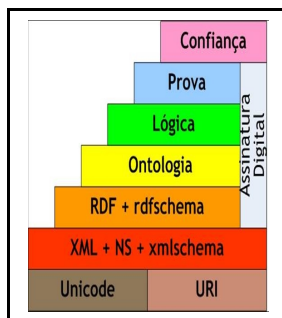 Confiança
Prova
Lógica
Ontologia
RDF + rdfschema
XML + NS + xmlschema
Unicode
URI
Assinatura
Digital